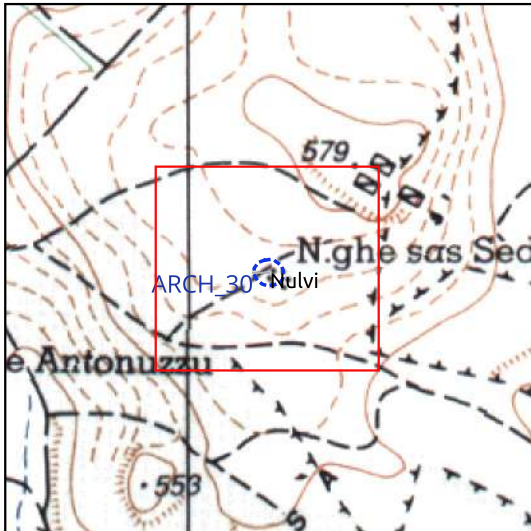 579
N.ghe sas Sed
ARCH_30
Nulvi
e Antonuzzu
553
S A